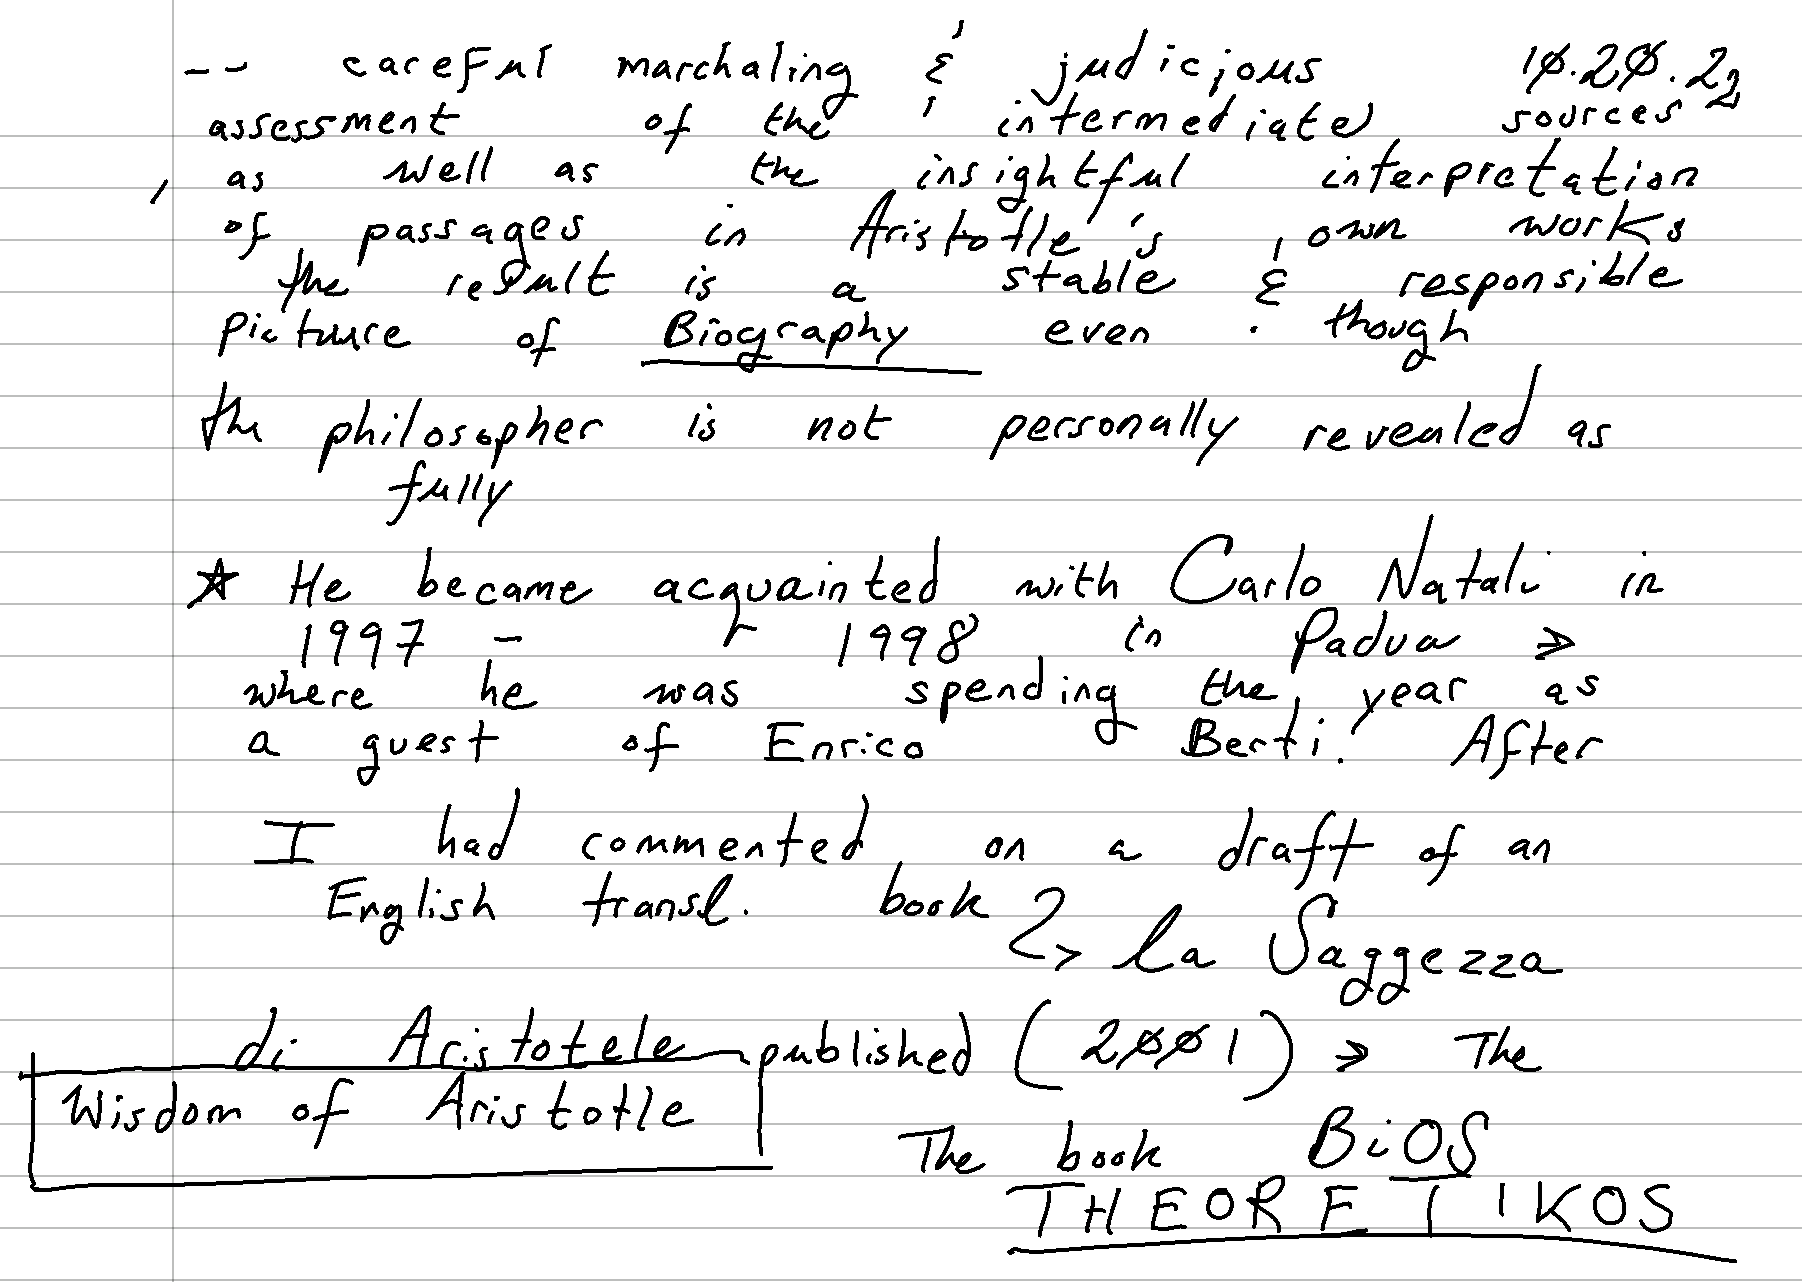 -- careful marchaling & judicious 10.20.22
assessment of the intermediate sources
, as well as the insightful interpretation
of passages in Aristotle's own works,
the result is a stable & responsible
picture of Biography even though
the philosopher is not personally revealed as
fully
☆ He became acquainted with Carlo Natali in
1997 - 1998 in Padua >
where he was spending the year as
a guest of Enrico Berti. After
I had commented on a draft of an
English transl. book
→ La Saggezza
di Aristotele published (2001) > The
Wisdom of Aristotle
The book BiOS
THEORETIKOS